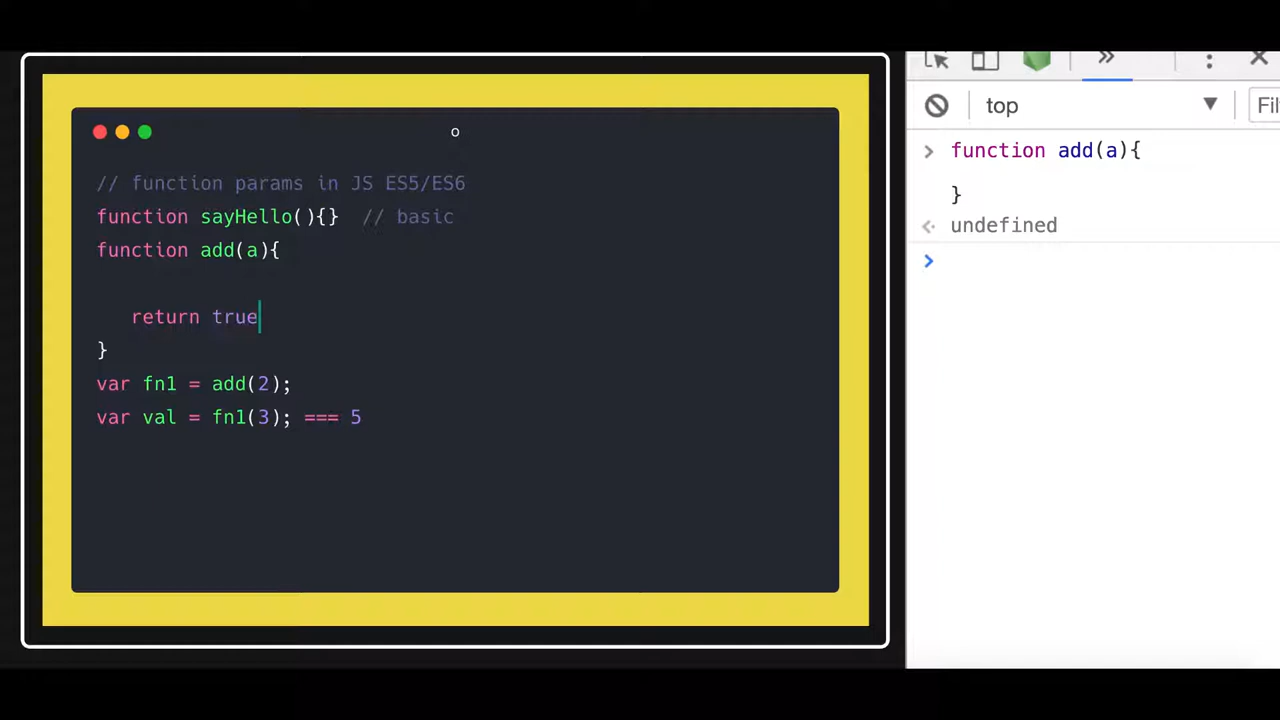 o
// function params in JS ES5/ES6
function sayHello(){}  // basic
function add(a){
   return true
}
var fn1 = add(2);
var val = fn1(3); === 5
top
Fil
function add(a){
}
undefined